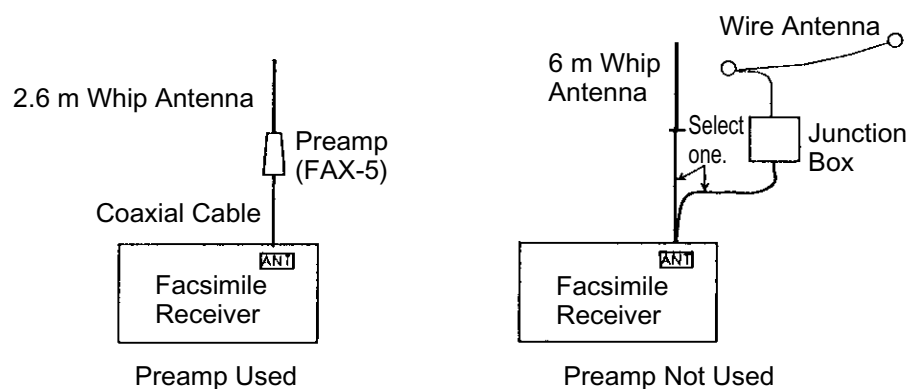 2.6 m Whip Antenna
Preamp
(FAX-5)
Coaxial Cable
ANT
Facsimile
Receiver
Preamp Used
Wire Antenna
6 m Whip
Antenna
Select
one.
Junction
Box
ANT
Facsimile
Receiver
Preamp Not Used